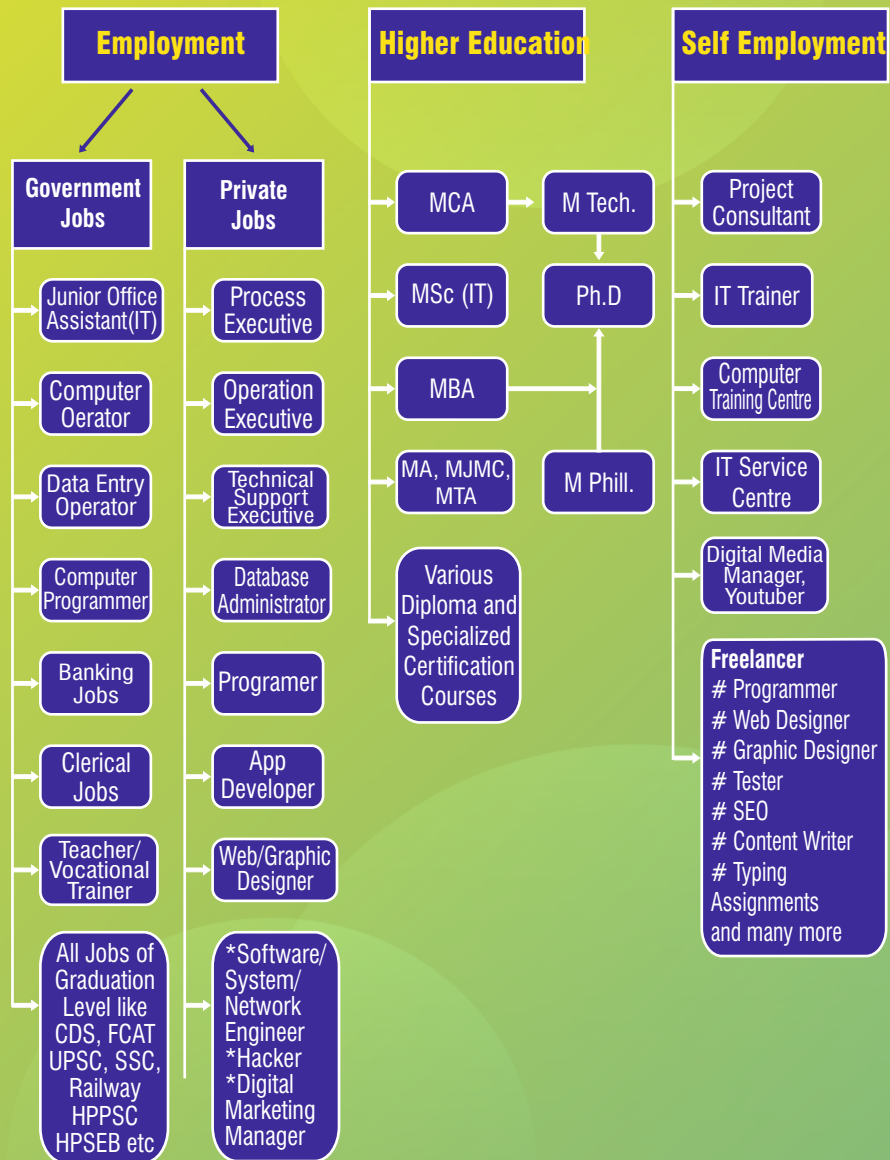 Employment
Government
Jobs
Junior Office
Assistant(IT)
Computer
Oerator
Data Entry
Operator
Computer
Programmer
Banking
Jobs
Clerical
Jobs
Teacher/
Vocational
Trainer
All Jobs of
Graduation
Level like
CDS, FCAT
UPSC, SSC,
Railway
HPPSC
HPSEB etc
Private
Jobs
Process
Executive
Operation
Executive
Technical
Support
Executive
Database
Administrator
Programer
App
Developer
Web/Graphic
Designer
*Software/
System/
Network
Engineer
*Hacker
*Digital
Marketing
Manager
Higher Education
MCA
M Tech.
MSc (IT)
Ph.D
MBA
MA, MJMC,
MTA
M Phill.
Various
Diploma and
Specialized
Certification
Courses
Self Employment
Project
Consultant
IT Trainer
Computer
Training Centre
IT Service
Centre
Digital Media
Manager,
Youtuber
Freelancer
# Programmer
# Web Designer
# Graphic Designer
# Tester
# SEO
# Content Writer
# Typing
Assignments
and many more